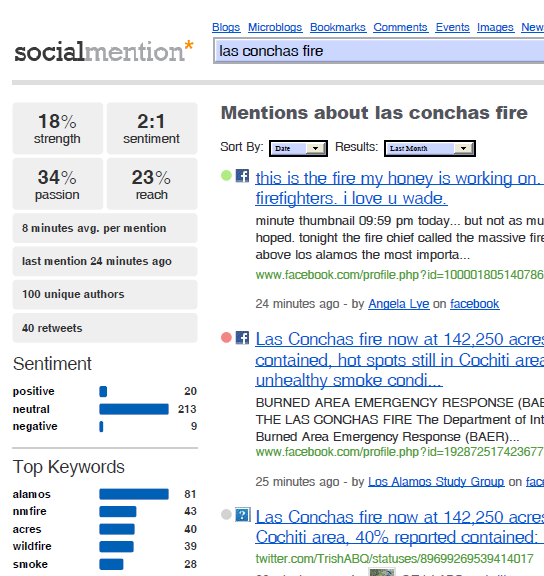 Blogs Microblogs Bookmarks Comments Events Images New
socialmention*
las conchas fire
18% strength
2:1 sentiment
34% passion
23% reach
8 minutes avg. per mention
last mention 24 minutes ago
100 unique authors
40 retweets
Sentiment
positive 20
neutral 213
negative 9
Top Keywords
alamos 81
nmfire 43
acres 40
wildfire 39
smoke 28
Mentions about las conchas fire
Sort By: Date Results: Last Month
this is the fire my honey is working on.
firefighters. i love u wade.
minute thumbnail 09:59 pm today... but not as mu
hoped. tonight the fire chief called the massive fire
above los alamos the most importa...
www.facebook.com/profile.php?id=100001805140786
24 minutes ago - by Angela Lye on facebook
Las Conchas fire now at 142,250 acres
contained, hot spots still in Cochiti area
unhealthy smoke condi...
BURNED AREA EMERGENCY RESPONSE (BAE
THE LAS CONCHAS FIRE The Department of Int
Burned Area Emergency Response (BAER)...
www.facebook.com/profile.php?id=192872517423677
25 minutes ago - by Los Alamos Study Group on fac
Las Conchas fire now at 142,250 acres
Cochiti area, 40% reported contained:
twitter.com/TrishABQ/statuses/89699269539414017